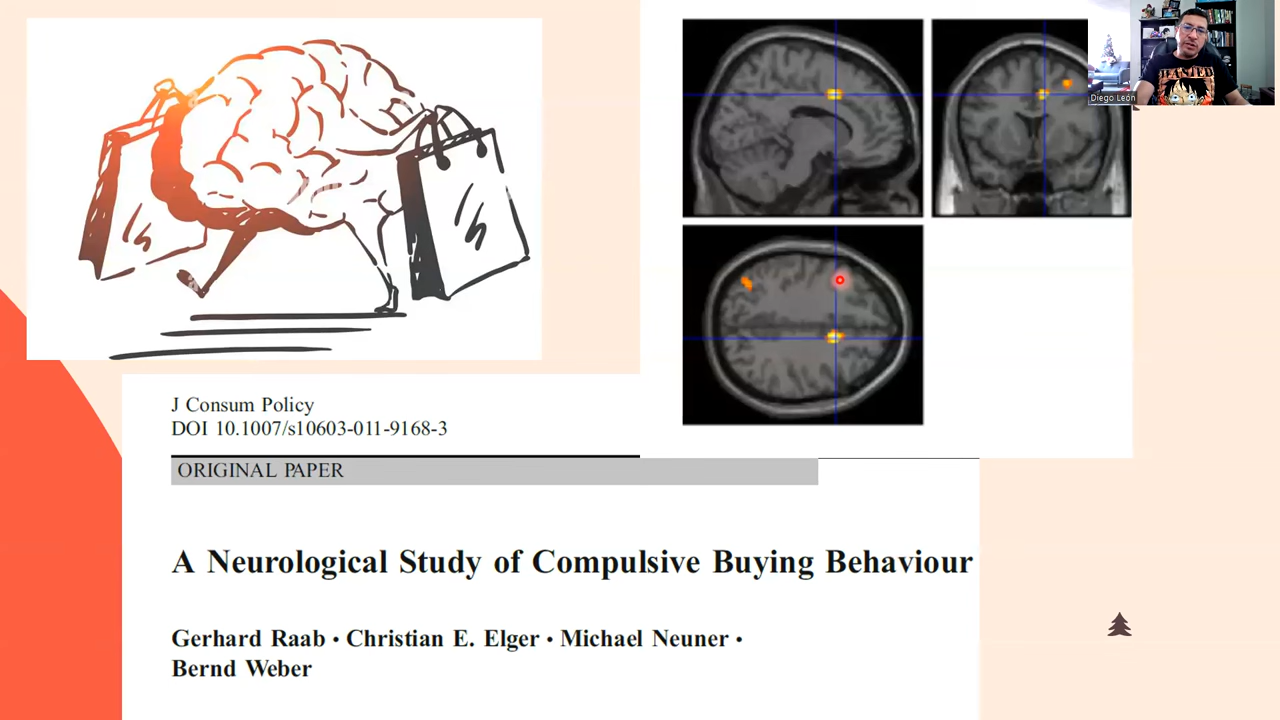 WANTED
Diego León
J Consum Policy
DOI 10.1007/s10603-011-9168-3
ORIGINAL PAPER
A Neurological Study of Compulsive Buying Behaviour
Gerhard Raab • Christian E. Elger • Michael Neuner •
Bernd Weber